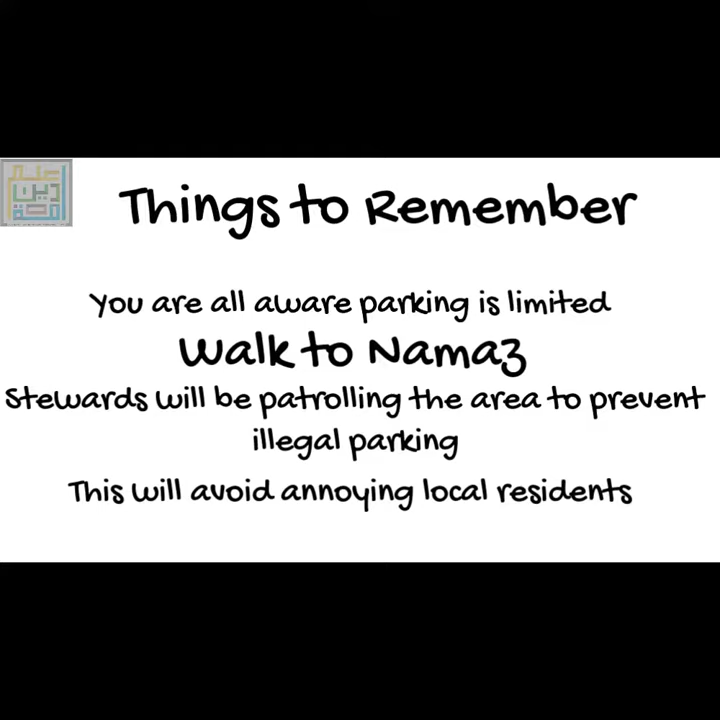 Things to Remember
You are all aware parking is limited
Walk to Namaz
Stewards will be patrolling the area to prevent
illegal parking
This will avoid annoying local residents